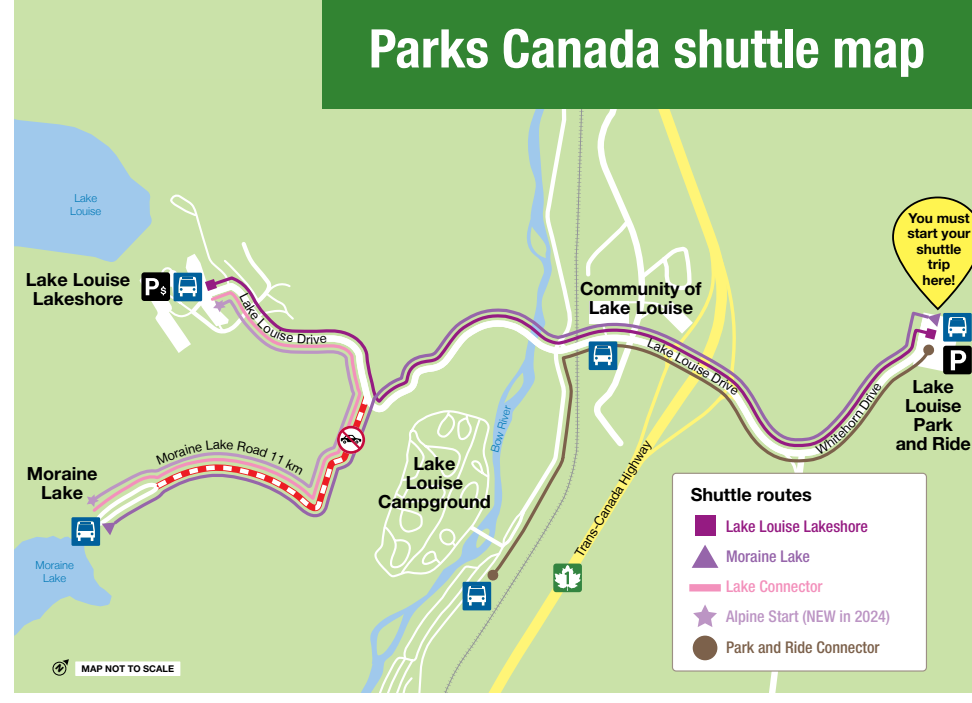 Parks Canada shuttle map
Lake
Louise
Lake Louise
Lakeshore
P$
Lake Louise Drive
Community of
Lake Louise
You must
start your
shuttle
trip
here!
P
Lake Louise Drive
Whitehorn Drive
Lake
Louise
Park
and Ride
Moraine Lake Road 11 km
Moraine
Lake
Lake
Louise
Campground
Bow River
Trans-Canada Highway
1
Moraine
Lake
Shuttle routes
Lake Louise Lakeshore
Moraine Lake
Lake Connector
Alpine Start (NEW in 2024)
Park and Ride Connector
N
MAP NOT TO SCALE